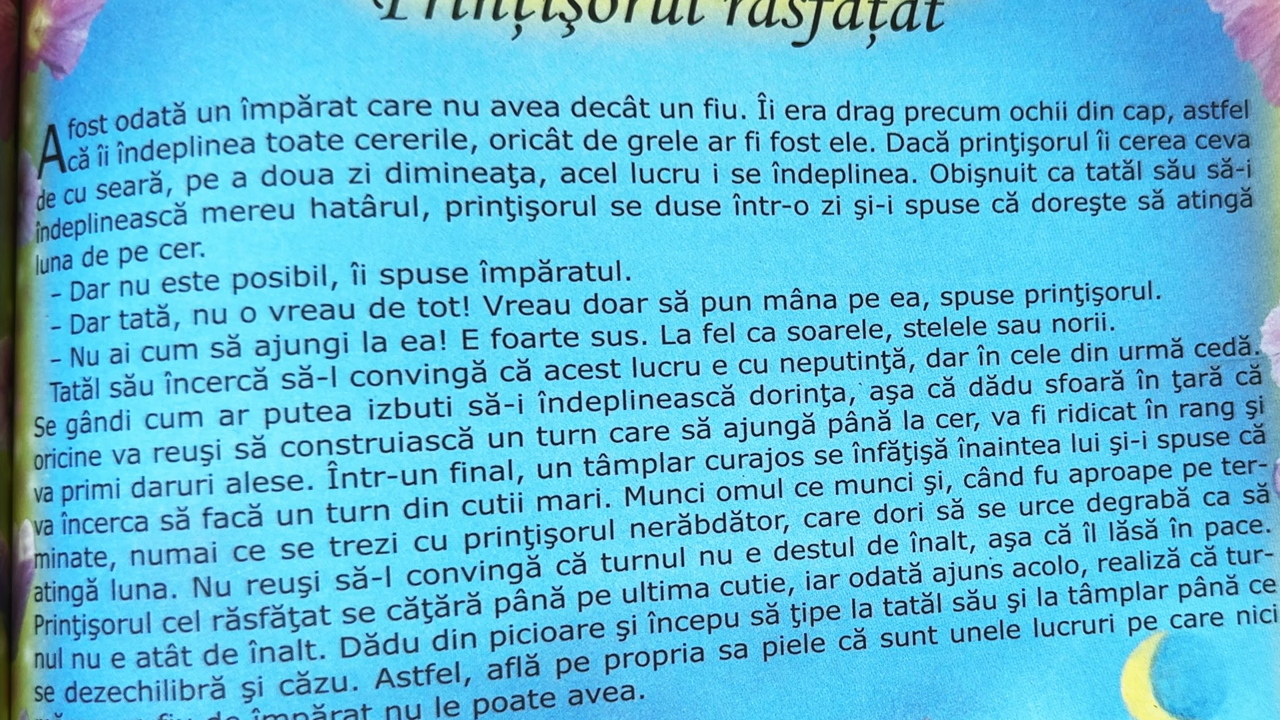 Prinţişorul răsfăţat
A fost odată un împărat care nu avea decât un fiu. Îi era drag precum ochii din cap, astfel
că îi îndeplinea toate cererile, oricât de grele ar fi fost ele. Dacă prinţişorul îi cerea ceva
de cu seară, pe a doua zi dimineaţa, acel lucru i se îndeplinea. Obişnuit ca tatăl său să-i
îndeplinească mereu hatârul, prinţişorul se duse într-o zi şi-i spuse că doreşte să atingă
luna de pe cer.
– Dar nu este posibil, îi spuse împăratul.
– Dar tată, nu o vreau de tot! Vreau doar să pun mâna pe ea, spuse prinţişorul.
– Nu ai cum să ajungi la ea! E foarte sus. La fel ca soarele, stelele sau norii.
Tatăl său încercă să-l convingă că acest lucru e cu neputinţă, dar în cele din urmă cedă.
Se gândi cum ar putea izbuti să-i îndeplinească dorinţa, aşa că dădu sfoară în ţară că
oricine va reuşi să construiască un turn care să ajungă până la cer, va fi ridicat în rang şi
va primi daruri alese. Într-un final, un tâmplar curajos se înfăţişă înaintea lui şi-i spuse că
va încerca să facă un turn din cutii mari. Munci omul ce munci şi, când fu aproape pe ter-
minate, numai ce se trezi cu prinţişorul nerăbdător, care dori să se urce degrabă ca să
atingă luna. Nu reuşi să-l convingă că turnul nu e destul de înalt, aşa că îl lăsă în pace.
Prinţişorul cel răsfăţat se căţără până pe ultima cutie, iar odată ajuns acolo, realiză că tur-
nul nu e atât de înalt. Dădu din picioare şi începu să ţipe la tatăl său şi la tâmplar până ce
se dezechilibră şi căzu. Astfel, află pe propria sa piele că sunt unele lucruri pe care nici
fiu de împărat nu le poate avea.